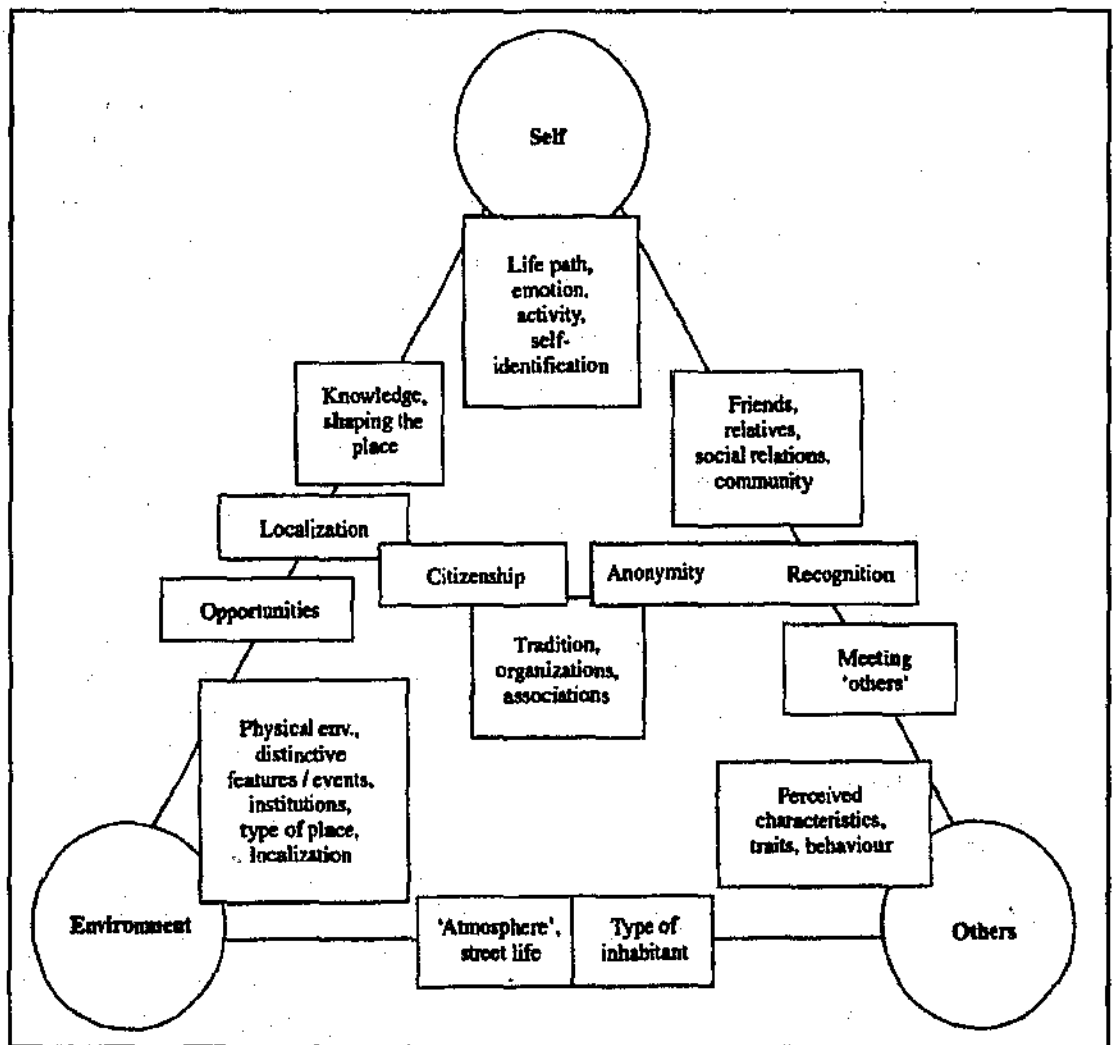 Self
Life path,
emotion,
activity,
self-
identification
Knowledge,
shaping the
place
Friends,
relatives,
social relations,
community
Localization
Citizenship
Anonymity
Recognition
Opportunities
Tradition,
organizations,
associations
Meeting
'others'
Physical env.,
distinctive
features / events,
institutions,
type of place,
localization
Perceived
characteristics,
traits, behaviour
Environment
'Atmosphere',
street life
Type of
inhabitant
Others